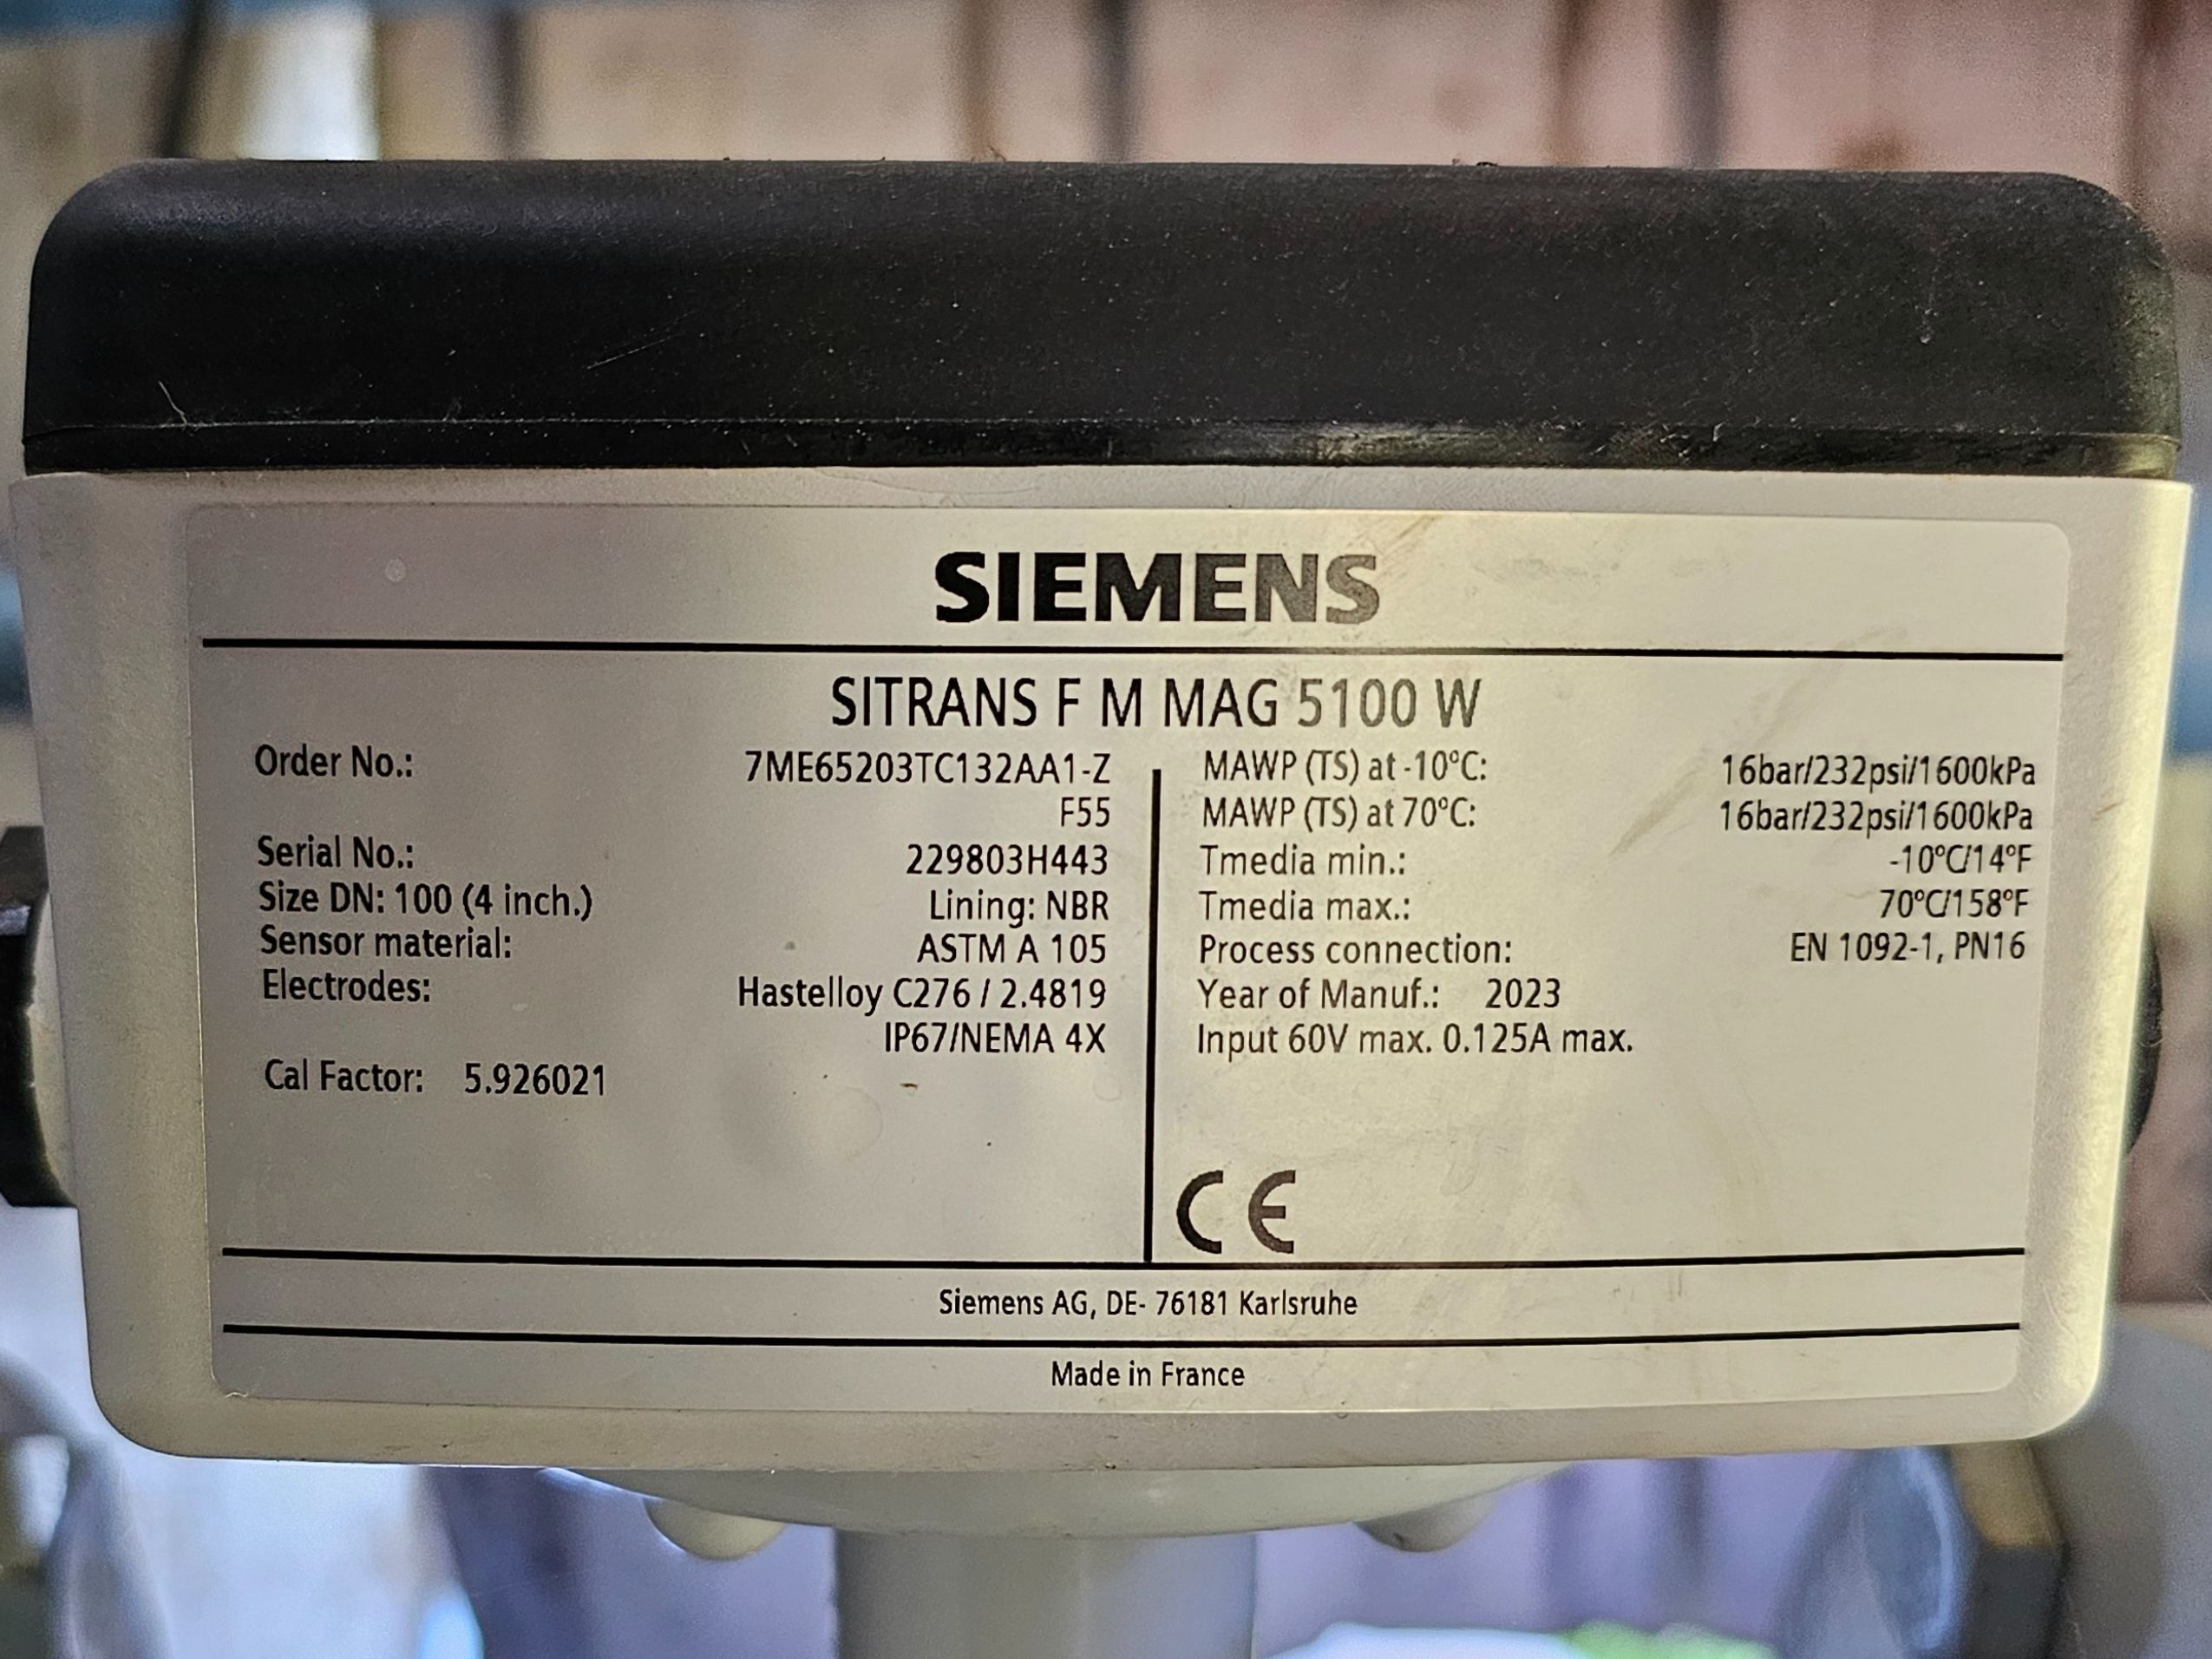 SIEMENS
SITRANS F M MAG 5100 W
Order No.: 7ME65203TC132AA1-Z
F55
Serial No.: 229803H443
Size DN: 100 (4 inch.) Lining: NBR
Sensor material: ASTM A 105
Electrodes: Hastelloy C276 / 2.4819
IP67/NEMA 4X
Cal Factor: 5.926021
MAWP (TS) at -10°C: 16bar/232psi/1600kPa
MAWP (TS) at 70°C: 16bar/232psi/1600kPa
Tmedia min.: -10°C/14°F
Tmedia max.: 70°C/158°F
Process connection: EN 1092-1, PN16
Year of Manuf.: 2023
Input 60V max. 0.125A max.
CE
Siemens AG, DE- 76181 Karlsruhe
Made in France